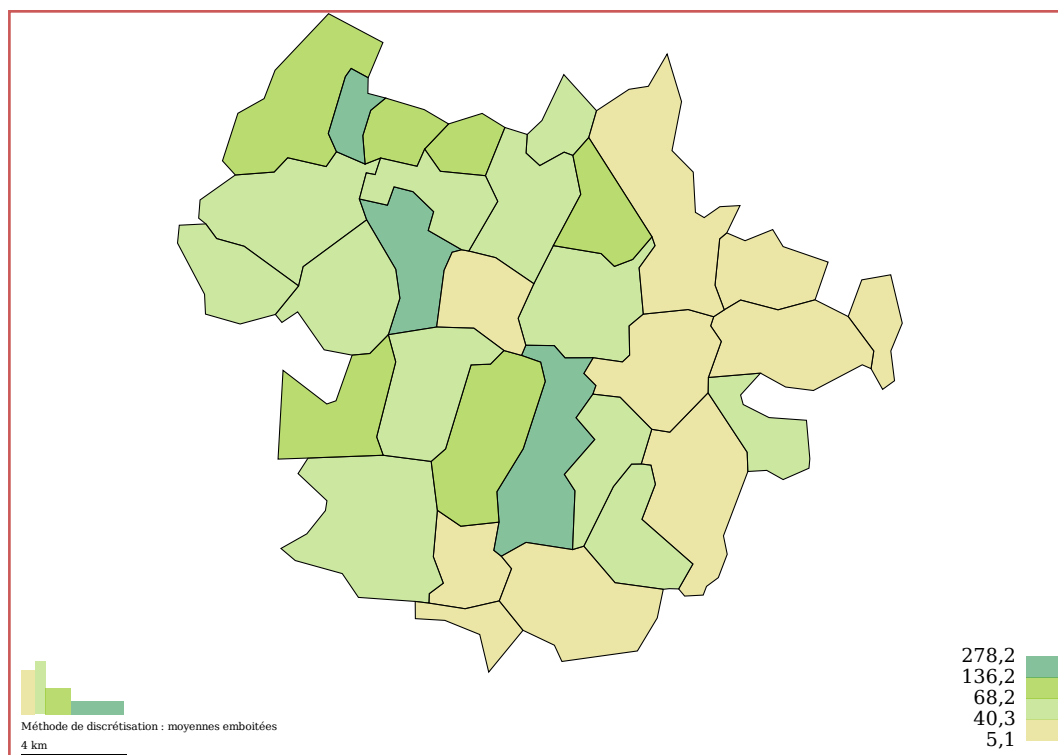 278,2
136,2
68,2
40,3
5,1
Méthode de discrétisation : moyennes emboitées
4 km